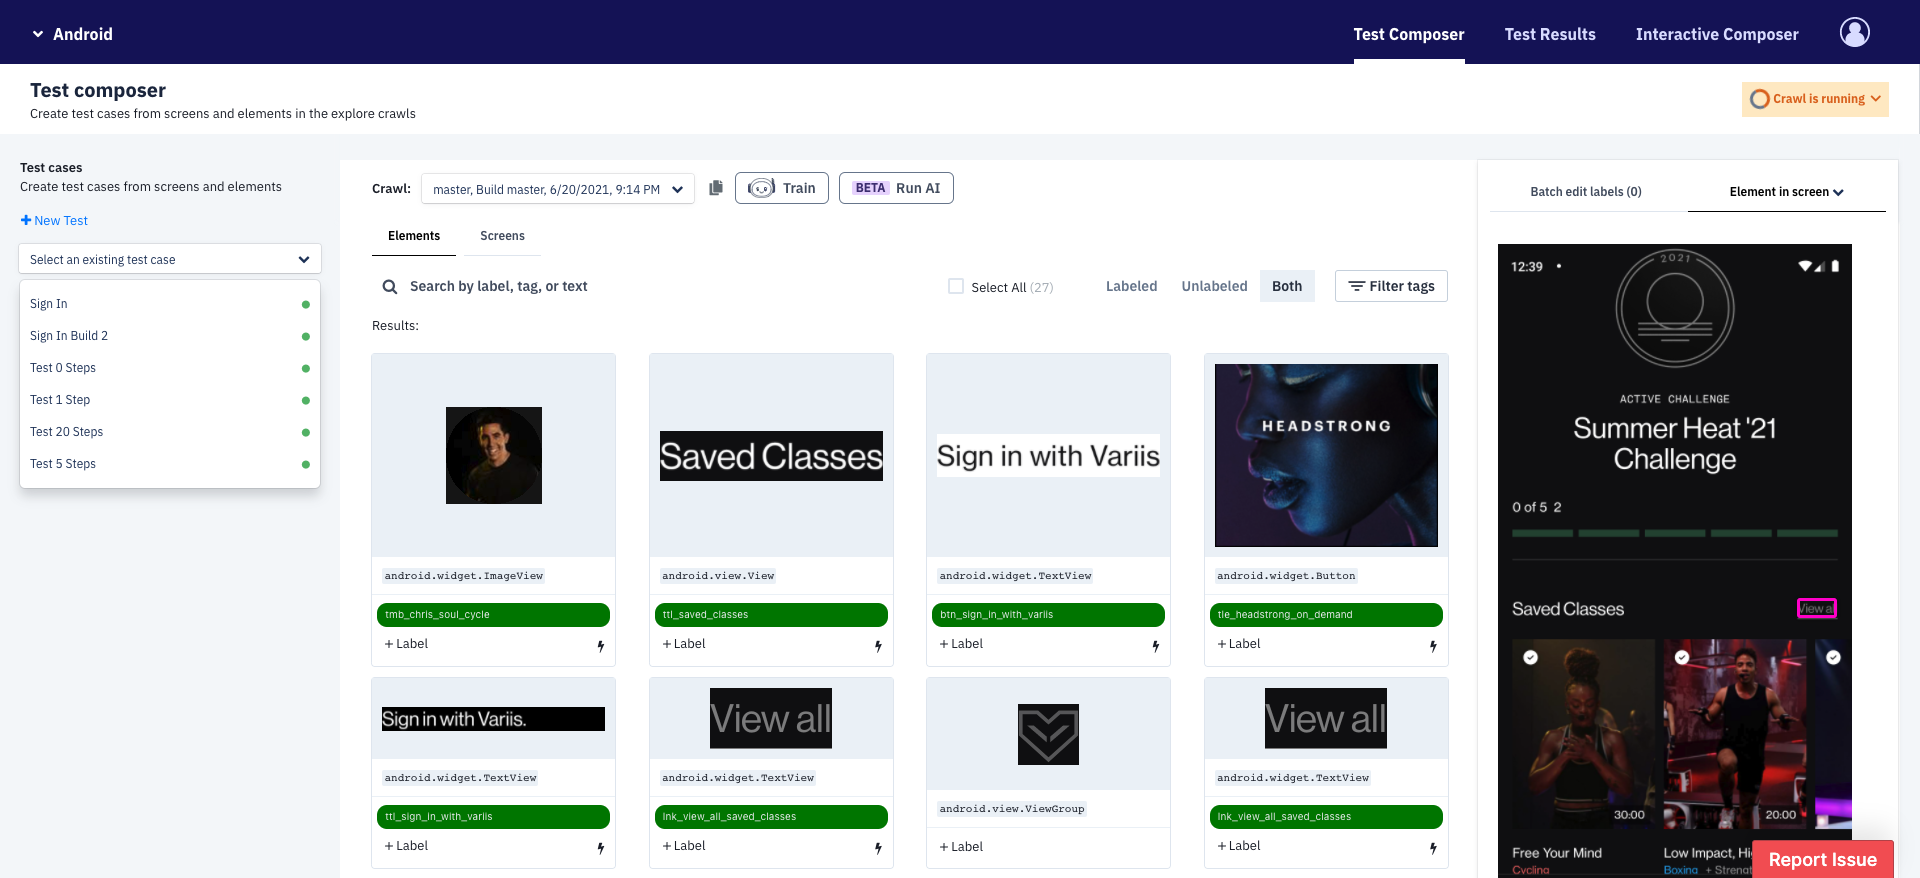 Android
Test Composer
Test Results
Interactive Composer
Test composer
Create test cases from screens and elements in the explore crawls
Crawl is running
Test cases
Create test cases from screens and elements
New Test
Select an existing test case
Sign In
Sign In Build 2
Test 0 Steps
Test 1 Step
Test 20 Steps
Test 5 Steps
Crawl:
master, Build master, 6/20/2021, 9:14 PM
Train
BETA Run AI
Elements
Screens
Search by label, tag, or text
Select All (27)
Labeled
Unlabeled
Both
Filter tags
Results:
android.widget.ImageView
tmb_chris_soul_cycle
+ Label
Saved Classes
android.view.View
ttl_saved_classes
+ Label
Sign in with Variis
android.widget.TextView
btn_sign_in_with_variis
+ Label
HEADSTRONG
android.widget.Button
tle_headstrong_on_demand
+ Label
Sign in with Variis.
android.widget.TextView
ttl_sign_in_with_variis
+ Label
View all
android.widget.TextView
lnk_view_all_saved_classes
+ Label
android.view.ViewGroup
+ Label
View all
android.widget.TextView
lnk_view_all_saved_classes
+ Label
Batch edit labels (0)
Element in screen
12:39
2021
ACTIVE CHALLENGE
Summer Heat '21
Challenge
0 of 5 2
Saved Classes
View al
30:00
20:00
Free Your Mind
Cycling
Low Impact, Hi
Boxing + Strengt
Report Issue